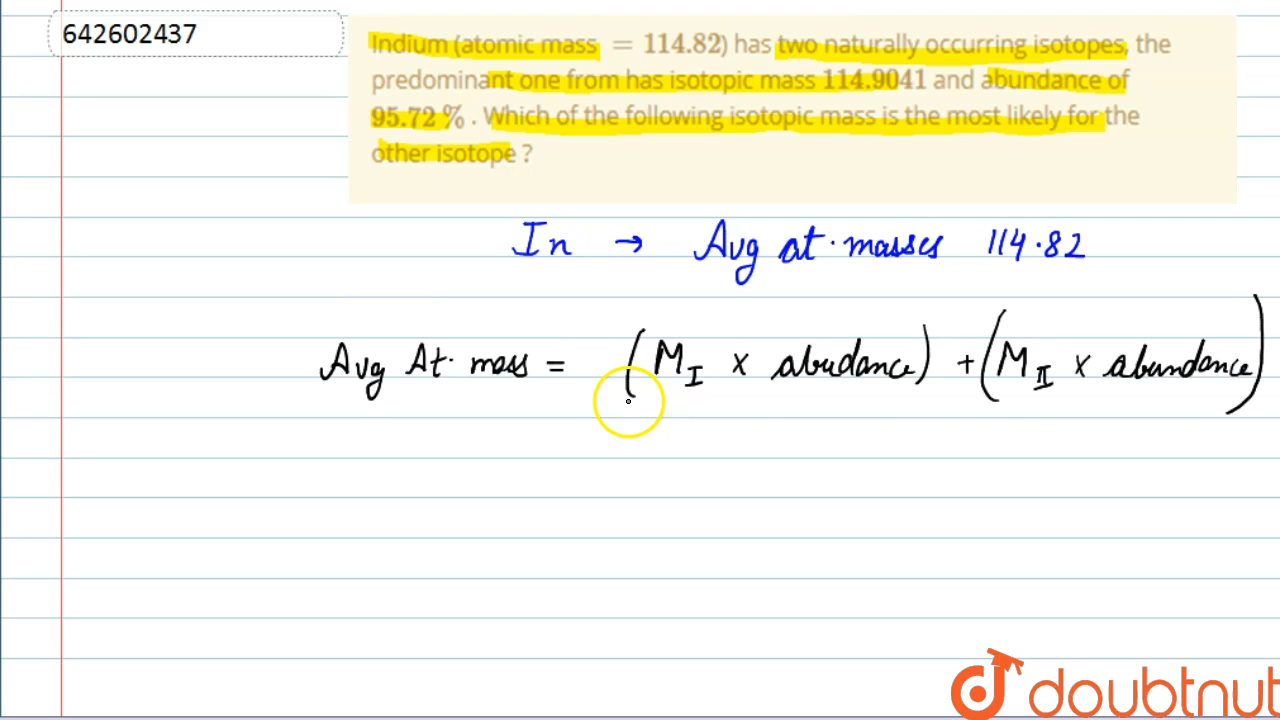 642602437
Indium (atomic mass = 114.82) has two naturally occurring isotopes, the
predominant one from has isotopic mass 114.9041 and abundance of
95.72 % . Which of the following isotopic mass is the most likely for the
other isotope ?
In → Avg at. masses 114.82
Avg At. mass = (M_I × abudance) + (M_II × abundance)
doubtnut